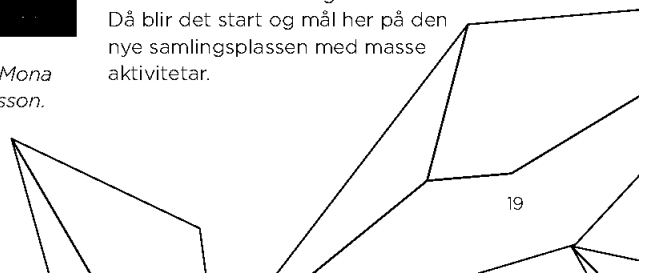 Då blir det start og mål her på den
nye samlingsplassen med masse
aktivitetar.
Mona
sson.
19